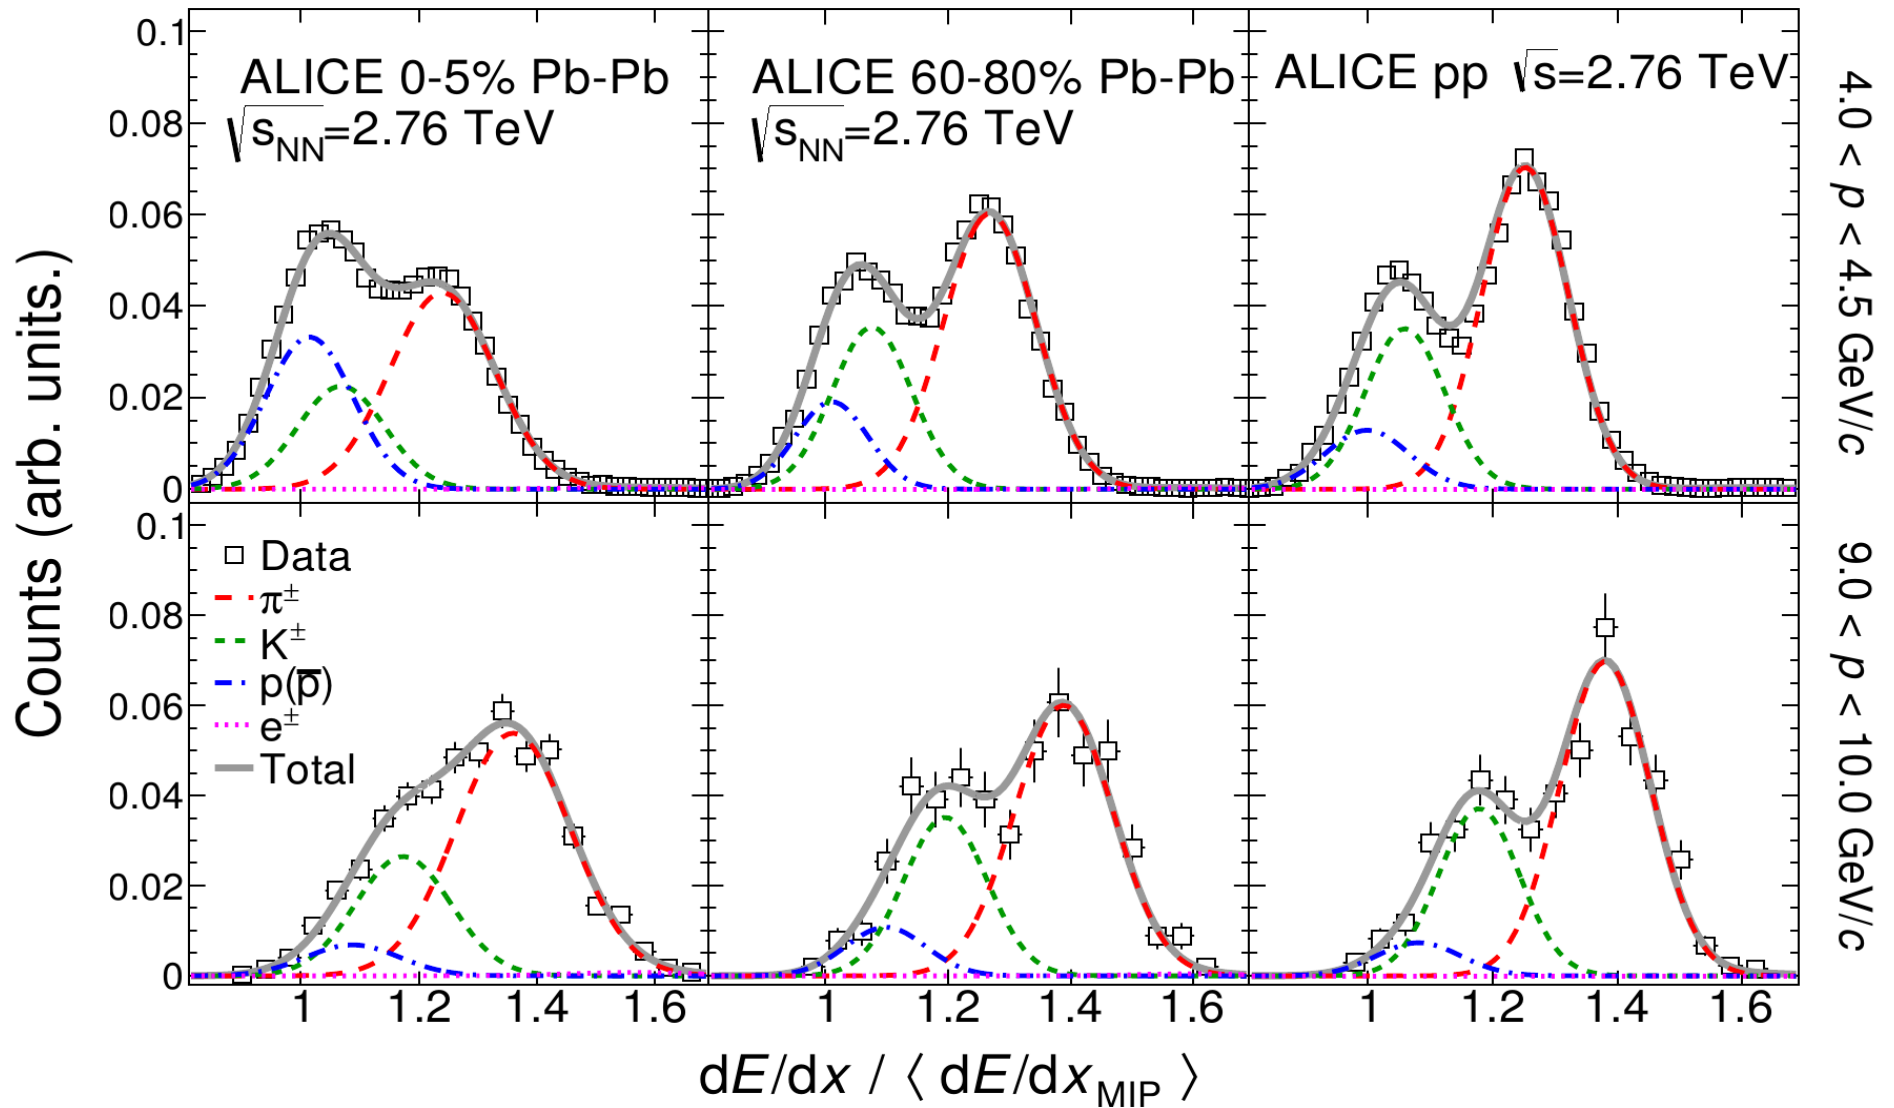 ALICE 0-5% Pb-Pb
√sNN=2.76 TeV
ALICE 60-80% Pb-Pb
√sNN=2.76 TeV
ALICE pp √s=2.76 TeV
4.0 < p < 4.5 GeV/c
0.1
0.08
0.06
0.04
0.02
0
Counts (arb. units.)
Data
π±
K±
p(p̅)
e±
Total
9.0 < p < 10.0 GeV/c
0.1
0.08
0.06
0.04
0.02
0
1 1.2 1.4 1.6
1 1.2 1.4 1.6
1 1.2 1.4 1.6
dE/dx / ⟨ dE/dxMIP ⟩